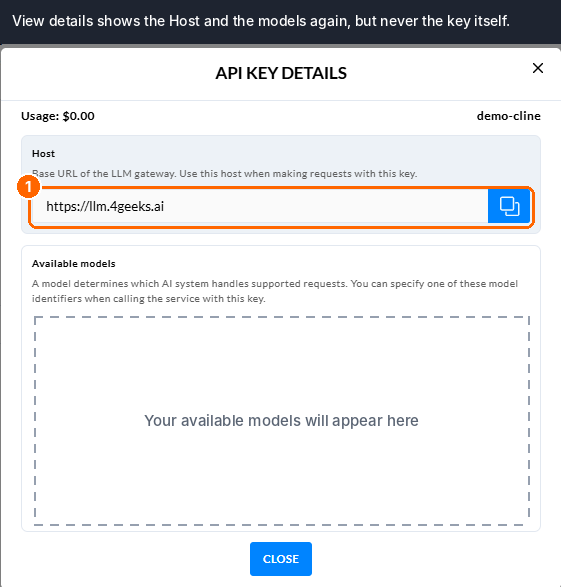 View details shows the Host and the models again, but never the key itself.
API KEY DETAILS
Usage: $0.00
demo-cline
Host
Base URL of the LLM gateway. Use this host when making requests with this key.
1
https://llm.4geeks.ai
Available models
A model determines which AI system handles supported requests. You can specify one of these model
identifiers when calling the service with this key.
Your available models will appear here
CLOSE